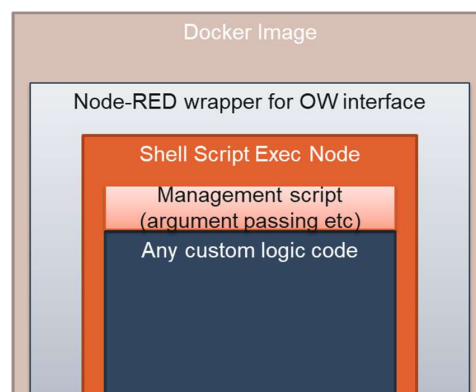 Docker Image
Node-RED wrapper for OW interface
Shell Script Exec Node
Management script
(argument passing etc)
Any custom logic code